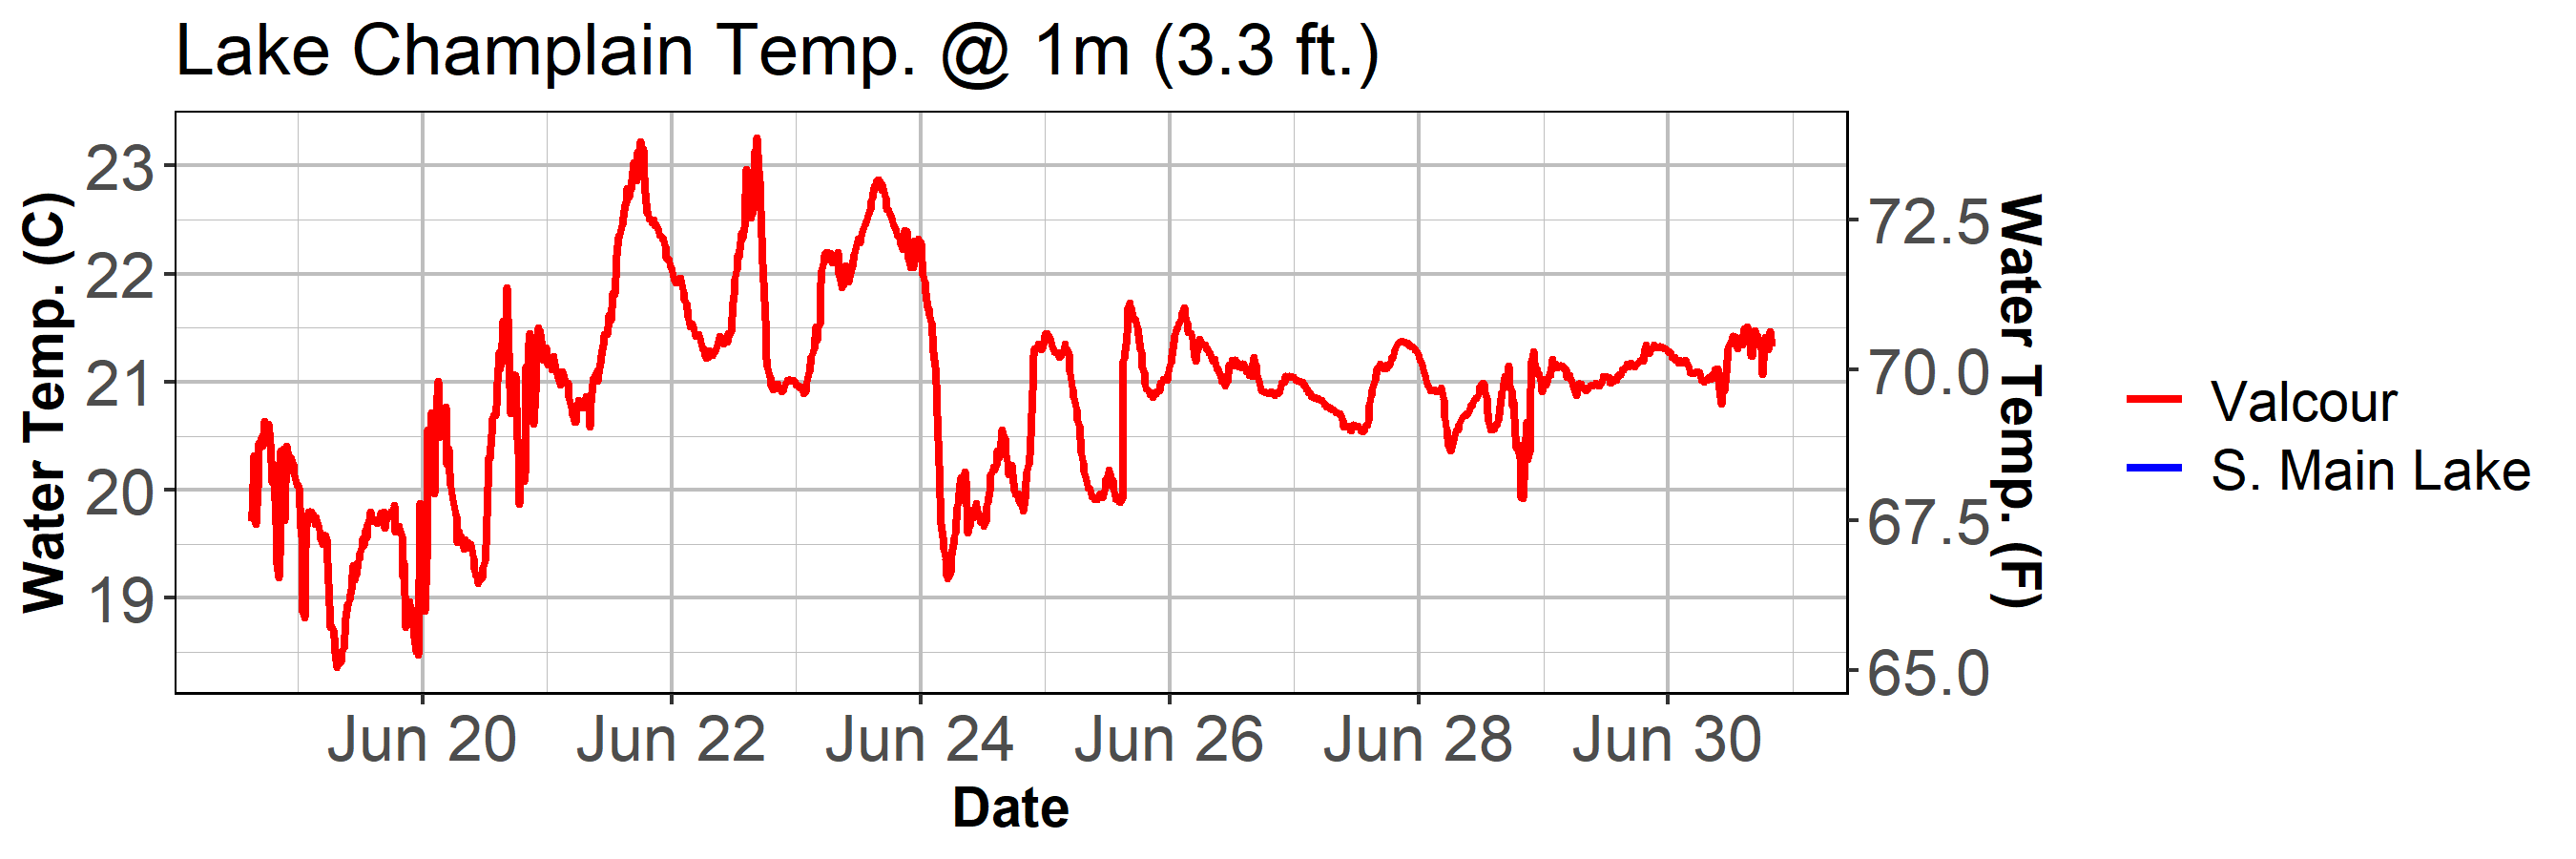 Lake Champlain Temp. @ 1m (3.3 ft.)
Water Temp. (C)
23
22
21
20
19
72.5
70.0
67.5
65.0
Water Temp. (F)
Jun 20 Jun 22 Jun 24 Jun 26 Jun 28 Jun 30
Date
Valcour
S. Main Lake